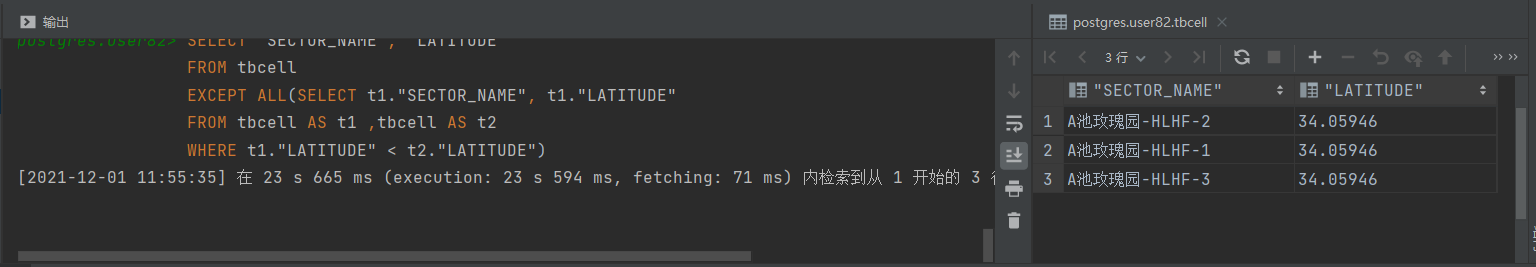 输出
postgres.user82> SELECT "SECTOR_NAME", "LATITUDE"
FROM tbcell
EXCEPT ALL(SELECT t1."SECTOR_NAME", t1."LATITUDE"
FROM tbcell AS t1 ,tbcell AS t2
WHERE t1."LATITUDE" < t2."LATITUDE")
[2021-12-01 11:55:35] 在 23 s 665 ms (execution: 23 s 594 ms, fetching: 71 ms) 内检索到从 1 开始的 3
postgres.user82.tbcell
3 行
"SECTOR_NAME" "LATITUDE"
1 A池玫瑰园-HLHF-2 34.05946
2 A池玫瑰园-HLHF-1 34.05946
3 A池玫瑰园-HLHF-3 34.05946